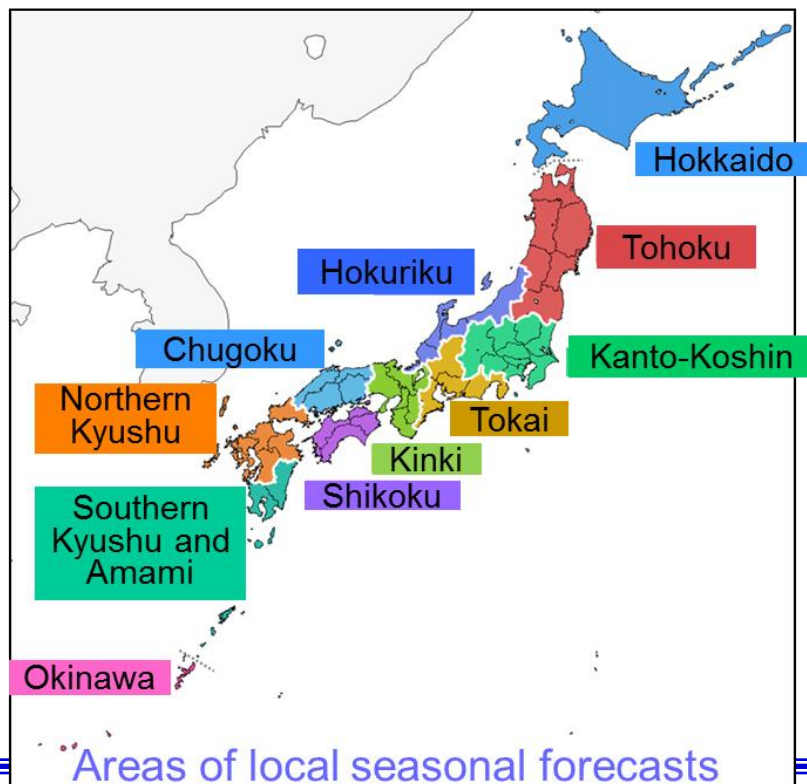 Hokkaido
Tohoku
Hokuriku
Chugoku
Kanto-Koshin
Northern
Kyushu
Tokai
Kinki
Shikoku
Southern
Kyushu and
Amami
Okinawa
Areas of local seasonal forecasts